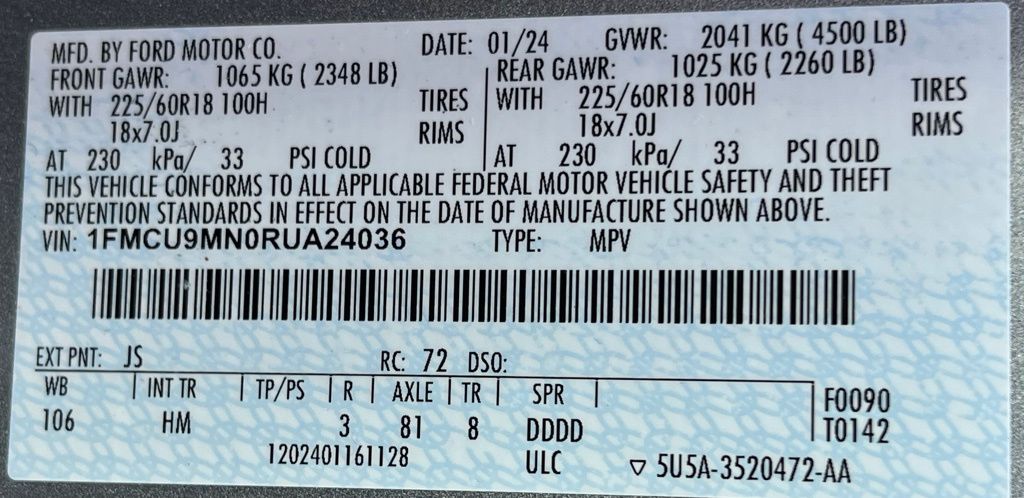 MFD. BY FORD MOTOR CO. DATE: 01/24 GVWR: 2041 KG ( 4500 LB)
FRONT GAWR: 1065 KG ( 2348 LB) REAR GAWR: 1025 KG ( 2260 LB)
WITH 225/60R18 100H TIRES WITH 225/60R18 100H TIRES
18x7.0J RIMS 18x7.0J RIMS
AT 230 kPa/ 33 PSI COLD AT 230 kPa/ 33 PSI COLD
THIS VEHICLE CONFORMS TO ALL APPLICABLE FEDERAL MOTOR VEHICLE SAFETY AND THEFT
PREVENTION STANDARDS IN EFFECT ON THE DATE OF MANUFACTURE SHOWN ABOVE.
VIN: 1FMCU9MN0RUA24036 TYPE: MPV
EXT PNT: JS RC: 72 DSO:
WB INT TR TP/PS R AXLE TR SPR F0090
106 HM 3 81 8 DDDD T0142
1202401161128 ULC ▽ 5U5A-3520472-AA